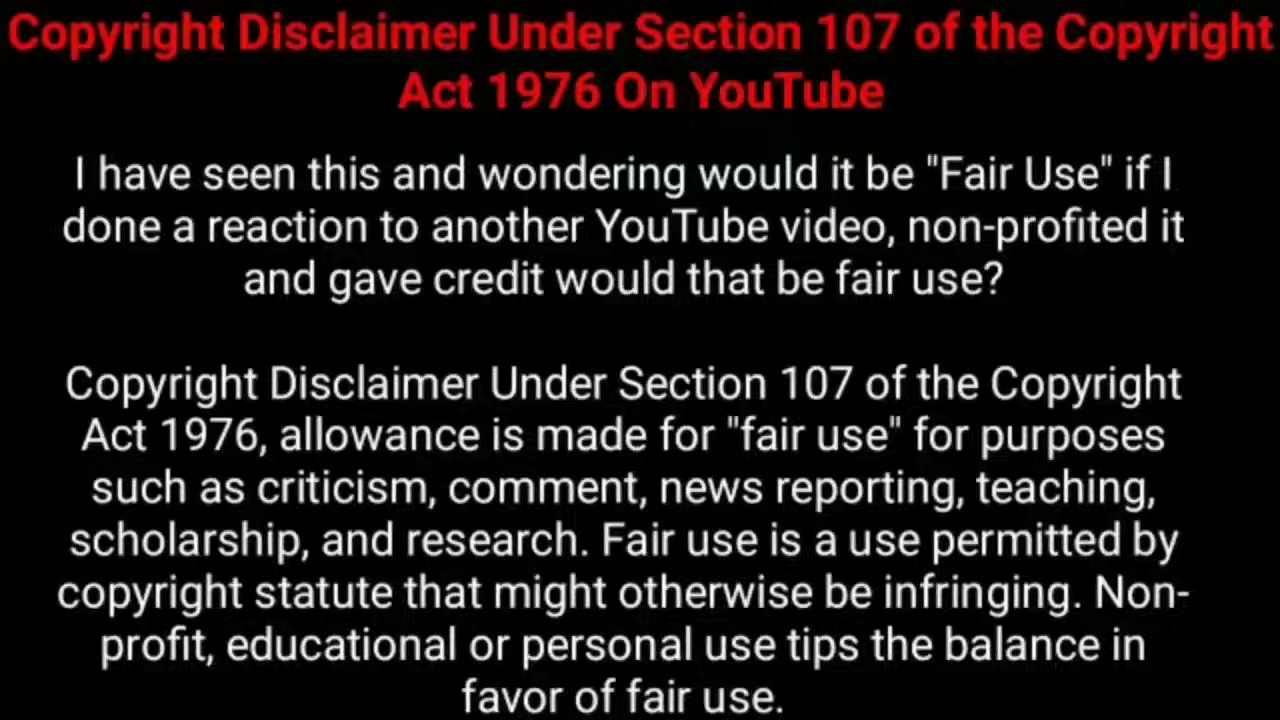 Copyright Disclaimer Under Section 107 of the Copyright
Act 1976 On YouTube
I have seen this and wondering would it be "Fair Use" if I
done a reaction to another YouTube video, non-profited it
and gave credit would that be fair use?
Copyright Disclaimer Under Section 107 of the Copyright
Act 1976, allowance is made for "fair use" for purposes
such as criticism, comment, news reporting, teaching,
scholarship, and research. Fair use is a use permitted by
copyright statute that might otherwise be infringing. Non-
profit, educational or personal use tips the balance in
favor of fair use.